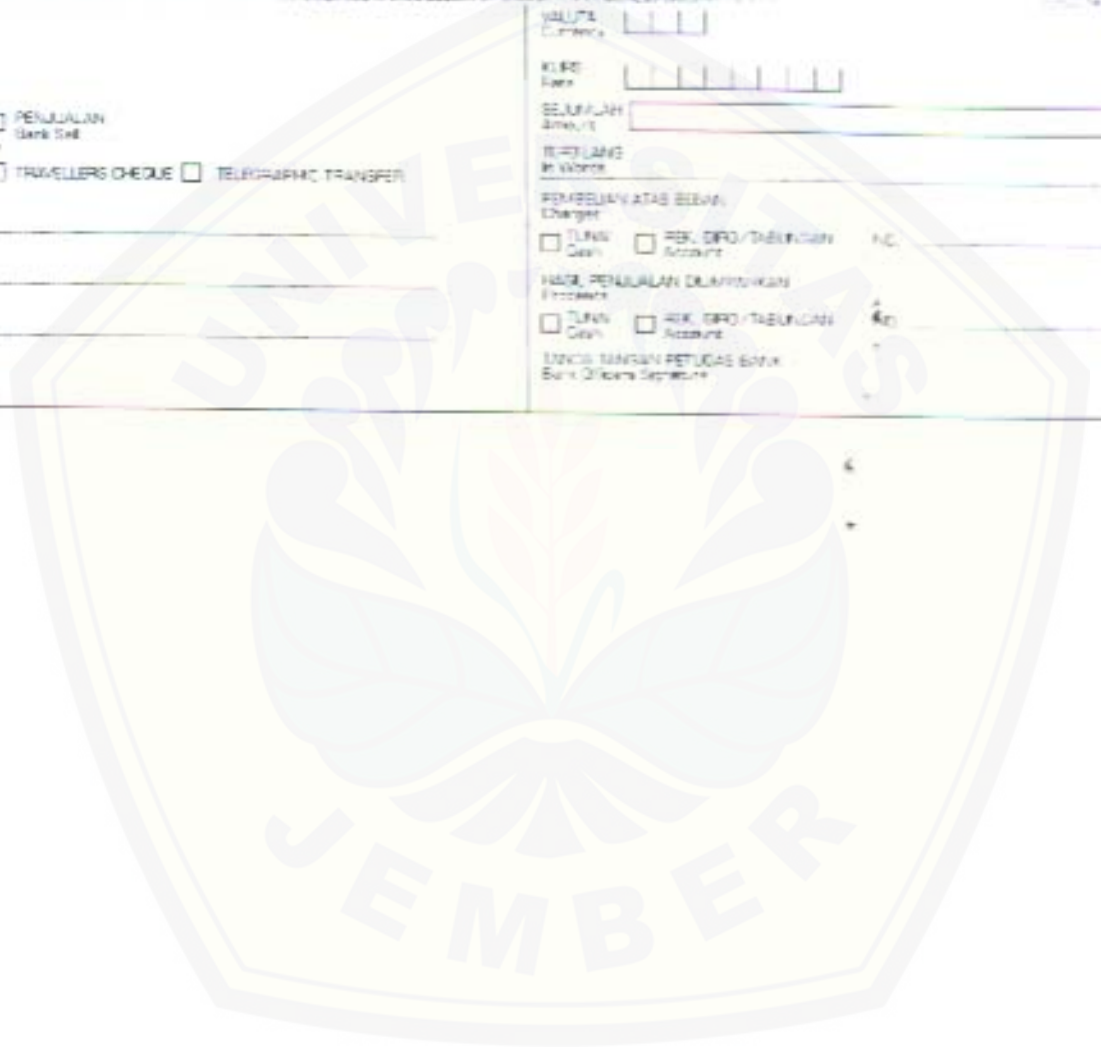 PENJUALAN
Bank Sell
TRAVELLERS CHEQUE TELEGRAPHIC TRANSFER
VALUTA
Currency
KURS
Rate
SEJUMLAH
Amount
TERBILANG
In Words
PEMBELIAN ATAS BEBAN
Charges
TUNAI
Cash
REK. GIRO/TABUNGAN NO.
Account
HASIL PENJUALAN
Proceeds
TUNAI
Cash
REK. GIRO/TABUNGAN NO.
Account
TANDA TANGAN PETUGAS BANK
Bank Officers Signature
UNIVERSITAS
JEMBER